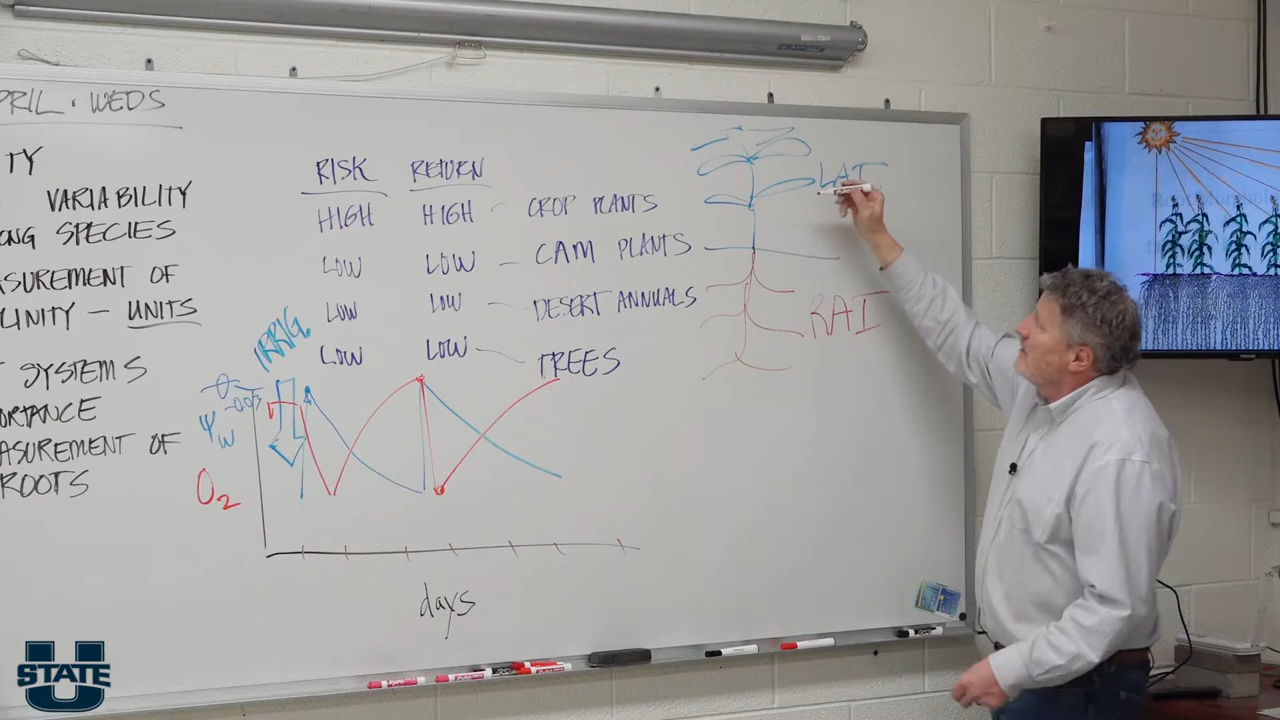 PRIL · WEDS
TY
VARIABILITY
ONG SPECIES
ASUREMENT OF
LINITY – UNITS
T SYSTEMS
ORTANCE
ASUREMENT OF
ROOTS
RISK RETURN
HIGH HIGH – CROP PLANTS
LOW LOW – CAM PLANTS
LOW LOW – DESERT ANNUALS
LOW LOW – TREES
IRRIG.
Ψw
O2
days
LAI
RAI
U
STATE